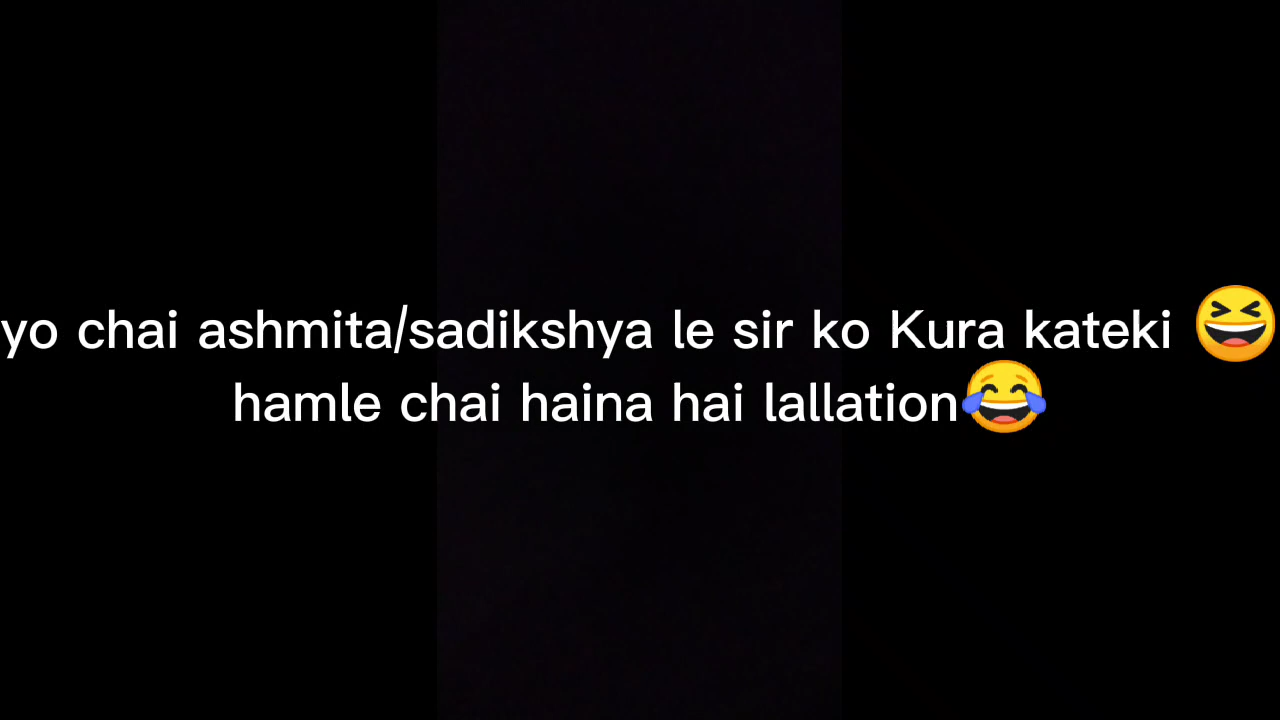 yo chai ashmita/sadikshya le sir ko Kura kateki 😆
hamle chai haina hai lallation😂